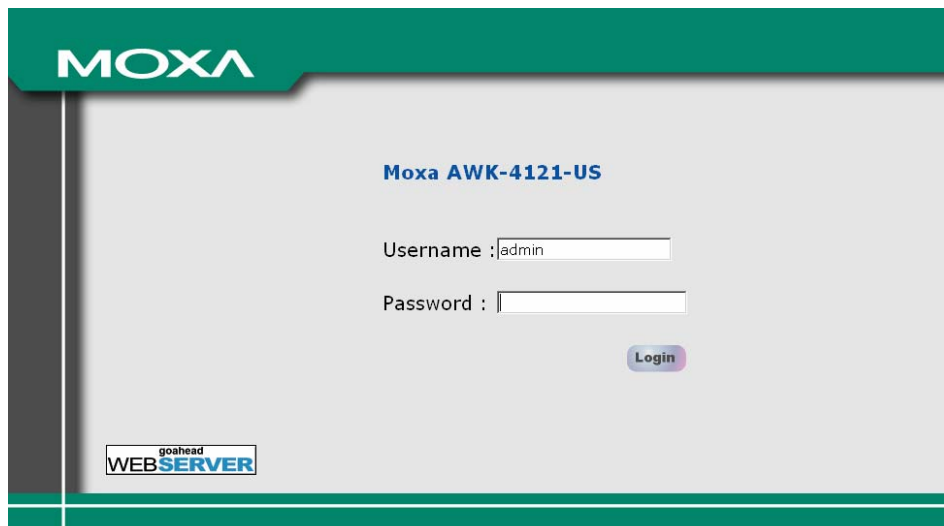 MOXA
Moxa AWK-4121-US
Username : admin
Password :
Login
goahead
WEBSERVER